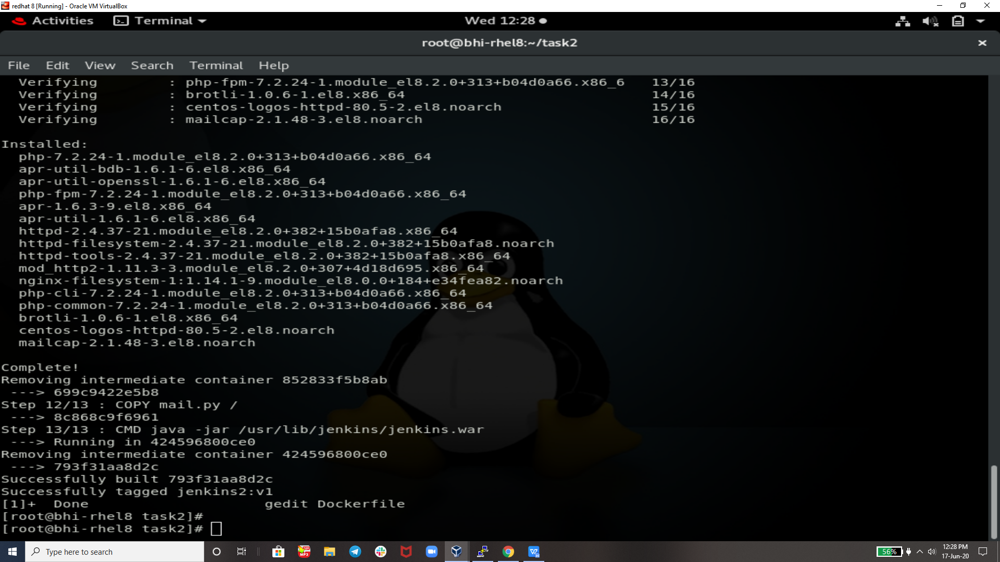 redhat 8 [Running] - Oracle VM VirtualBox
Activities Terminal Wed 12:28
root@bhi-rhel8:~/task2
File Edit View Search Terminal Help
Verifying : php-fpm-7.2.24-1.module_el8.2.0+313+b04d0a66.x86_6 13/16
Verifying : brotli-1.0.6-1.el8.x86_64 14/16
Verifying : centos-logos-httpd-80.5-2.el8.noarch 15/16
Verifying : mailcap-2.1.48-3.el8.noarch 16/16
Installed:
php-7.2.24-1.module_el8.2.0+313+b04d0a66.x86_64
apr-util-bdb-1.6.1-6.el8.x86_64
apr-util-openssl-1.6.1-6.el8.x86_64
php-fpm-7.2.24-1.module_el8.2.0+313+b04d0a66.x86_64
apr-1.6.3-9.el8.x86_64
apr-util-1.6.1-6.el8.x86_64
httpd-2.4.37-21.module_el8.2.0+382+15b0afa8.x86_64
httpd-filesystem-2.4.37-21.module_el8.2.0+382+15b0afa8.noarch
httpd-tools-2.4.37-21.module_el8.2.0+382+15b0afa8.x86_64
mod_http2-1.11.3-3.module_el8.2.0+307+4d18d695.x86_64
nginx-filesystem-1:1.14.1-9.module_el8.0.0+184+e34fea82.noarch
php-cli-7.2.24-1.module_el8.2.0+313+b04d0a66.x86_64
php-common-7.2.24-1.module_el8.2.0+313+b04d0a66.x86_64
brotli-1.0.6-1.el8.x86_64
centos-logos-httpd-80.5-2.el8.noarch
mailcap-2.1.48-3.el8.noarch
Complete!
Removing intermediate container 852833f5b8ab
---> 699c9422e5b8
Step 12/13 : COPY mail.py /
---> 8c868c9f6961
Step 13/13 : CMD java -jar /usr/lib/jenkins/jenkins.war
---> Running in 424596800ce0
Removing intermediate container 424596800ce0
---> 793f31aa8d2c
Successfully built 793f31aa8d2c
Successfully tagged jenkins2:v1
[1]+ Done gedit Dockerfile
[root@bhi-rhel8 task2]#
[root@bhi-rhel8 task2]#
Type here to search
MP3
56%
12:28 PM
17-Jun-20